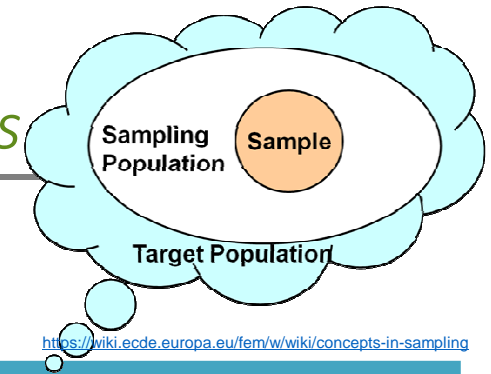 s
Sampling
Population
Sample
Target Population
https://wiki.ecde.europa.eu/fem/w/wiki/concepts-in-sampling